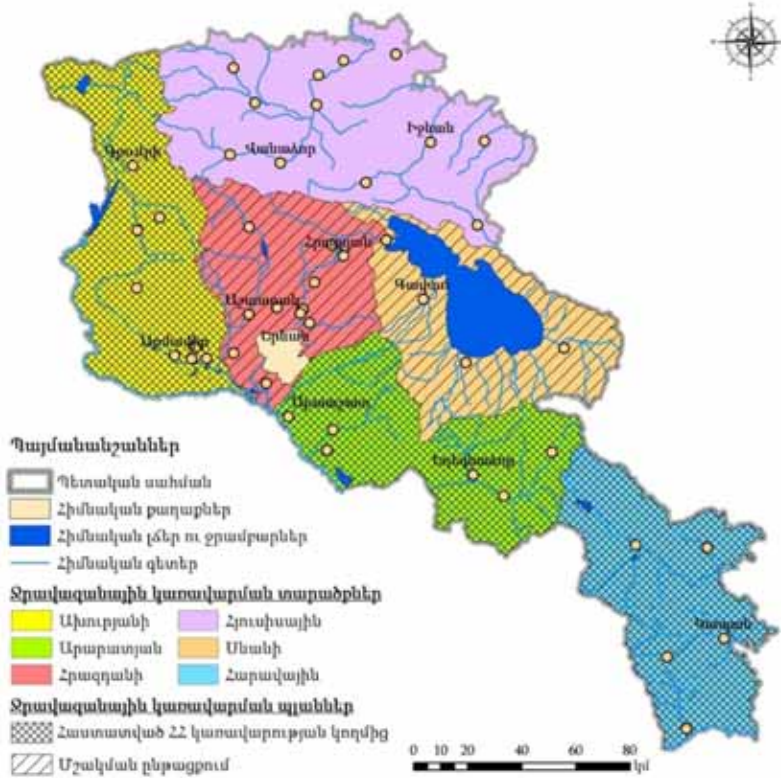 Իջևան
Վանաձոր
Գյումրի
Հրազդան
Գավառ
Աշտարակ
Երևան
Արմավիր
Արտաշատ
Եղեգնաձոր
Կապան
Պայմանանշաններ
Պետական սահման
Հիմնական քաղաքներ
Հիմնական լճեր ու ջրամբարներ
Հիմնական գետեր
Ջրավազանային կառավարման տարածքներ
Ախուրյանի Հյուսիսային
Արարատյան Սևանի
Հրազդանի Հարավային
Ջրավազանային կառավարման պլաններ
Հաստատված ՀՀ կառավարության կողմից
Մշակման ընթացքում
0 10 20 40 60 80
կմ